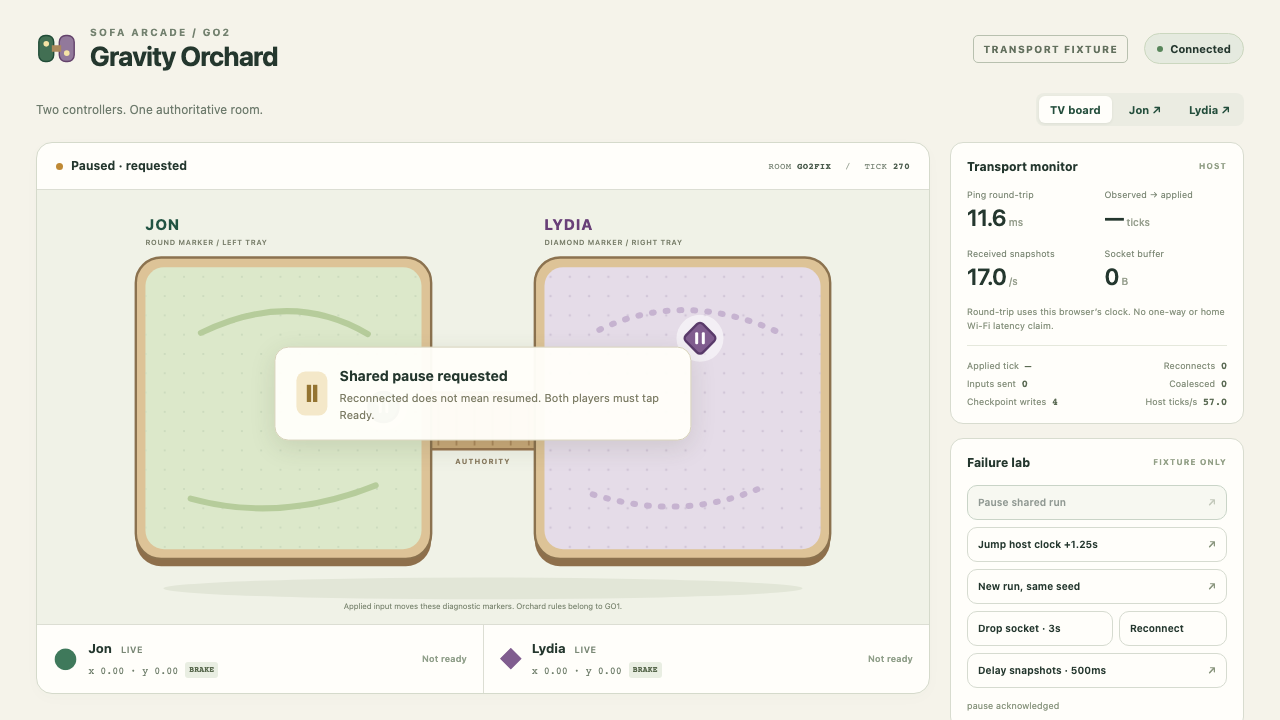 SOFA ARCADE / GO2
Gravity Orchard
TRANSPORT FIXTURE
Connected
Two controllers. One authoritative room.
TV board
Jon ↗
Lydia ↗
Paused · requested
ROOM GO2FIX / TICK 270
JON
ROUND MARKER / LEFT TRAY
LYDIA
DIAMOND MARKER / RIGHT TRAY
Shared pause requested
Reconnected does not mean resumed. Both players must tap
Ready.
AUTHORITY
Applied input moves these diagnostic markers. Orchard rules belong to GO1.
Jon LIVE
x 0.00 · y 0.00 BRAKE
Not ready
Lydia LIVE
x 0.00 · y 0.00 BRAKE
Not ready
Transport monitor
HOST
Ping round-trip
11.6 ms
Observed → applied
— ticks
Received snapshots
17.0 /s
Socket buffer
0 B
Round-trip uses this browser's clock. No one-way or home
Wi-Fi latency claim.
Applied tick —
Reconnects 0
Inputs sent 0
Coalesced 0
Checkpoint writes 4
Host ticks/s 57.0
Failure lab
FIXTURE ONLY
Pause shared run ↗
Jump host clock +1.25s ↗
New run, same seed ↗
Drop socket · 3s
Reconnect
Delay snapshots · 500ms ↗
pause acknowledged